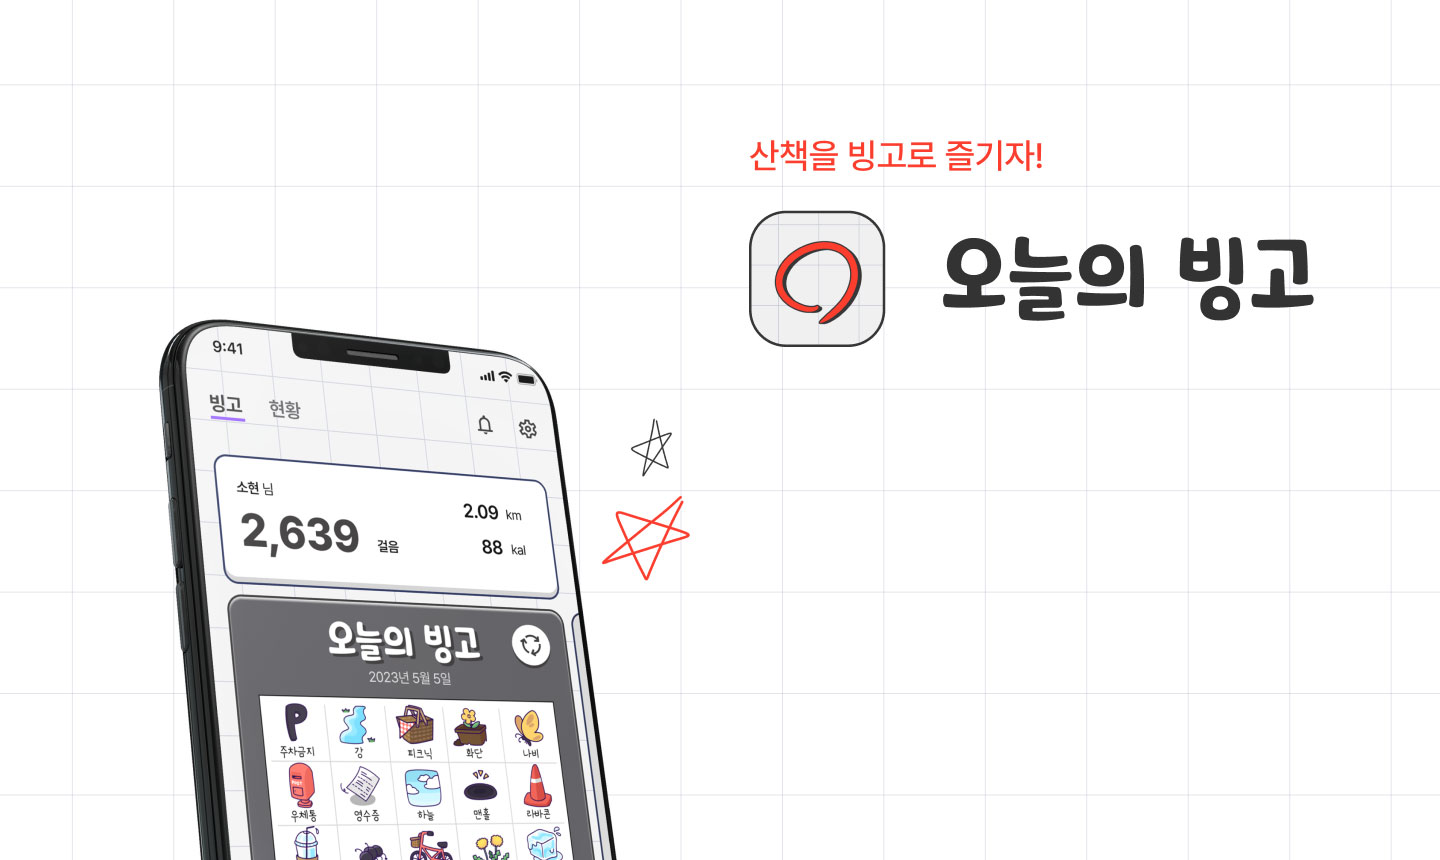 산책을 빙고로 즐기자!
오늘의 빙고
9:41
빙고 현황
소현 님
2,639 걸음
2.09 km
88 kal
오늘의 빙고
2023년 5월 5일
P
주차금지 강 피크닉 화단 나비
우체통 영수증 하늘 맨홀 라바콘